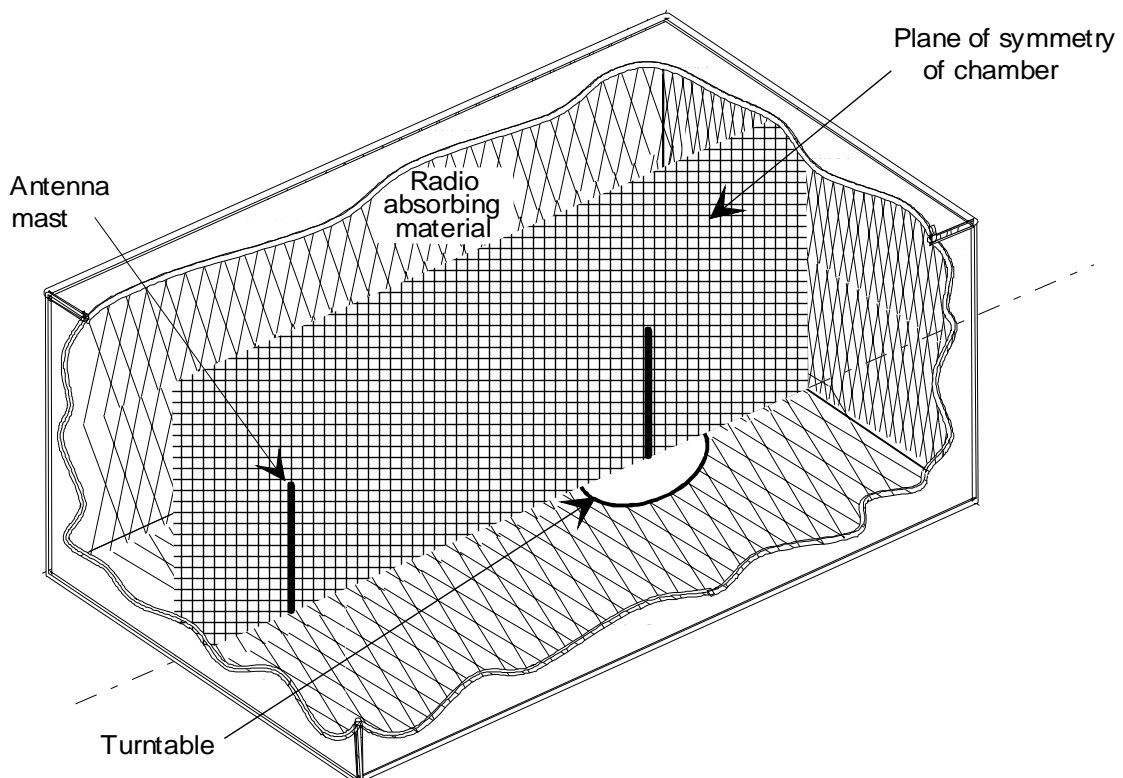 Plane of symmetry
of chamber
Antenna
mast
Radio
absorbing
material
Turntable